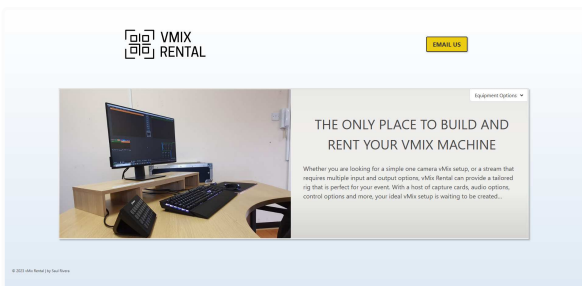 VMIX
RENTAL
EMAIL US
Equipment Options
THE ONLY PLACE TO BUILD AND
RENT YOUR VMIX MACHINE
Whether you are looking for a simple one camera vMix setup, or a stream that
requires multiple input and output options, vMix Rental can provide a tailored
rig that is perfect for your event. With a host of capture cards, audio options,
control options and more, your ideal vMix setup is waiting to be created...
© 2023 vMix Rental | by